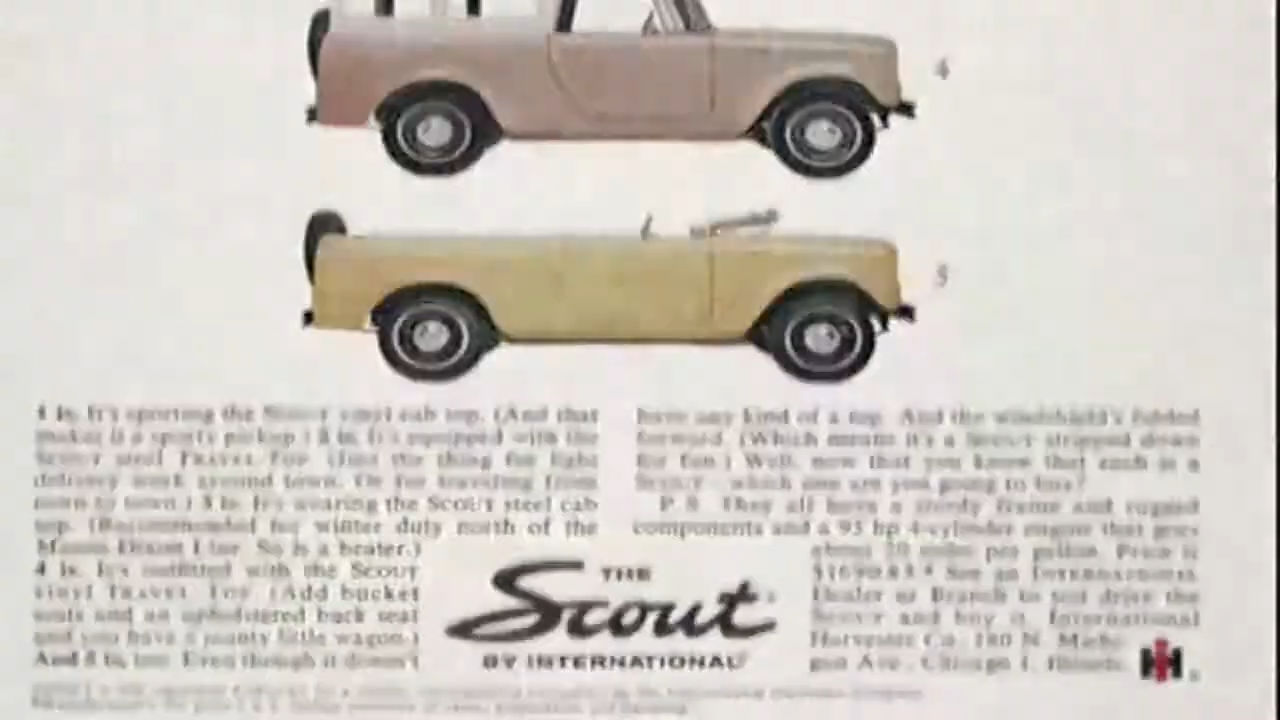 4
5
1 is. It's sporting the SCOUT vinyl cab top. (And that
makes it a sporty pickup.) 2 is. It's equipped with the
SCOUT steel TRAVEL-TOP. (Just the thing for light
delivery work around town. Or for traveling from
town to town.) 3 is. It's wearing the SCOUT steel cab
top. (Recommended for winter duty north of the
Mason Dixon Line. So is a heater.)
4 is. It's outfitted with the SCOUT
vinyl TRAVEL-TOP. (Add bucket
seats and an upholstered back seat
and you have a jaunty little wagon.)
And 5 is, too. Even though it doesn't
have any kind of a top. And the windshield's folded
forward. (Which means it's a SCOUT stripped down
for fun.) Well, now that you know that each is a
SCOUT which one are you going to buy?
P.S. They all have a sturdy frame and rugged
components and a 93 hp 4-cylinder engine that goes
about 20 miles per gallon. Price is
See an INTERNATIONAL
Dealer or Branch to test drive the
SCOUT and buy it. International
Harvester Co., 180 N. Michi-
gan Ave., Chicago 1, Illinois.
THE
Scout
BY INTERNATIONAL
IH